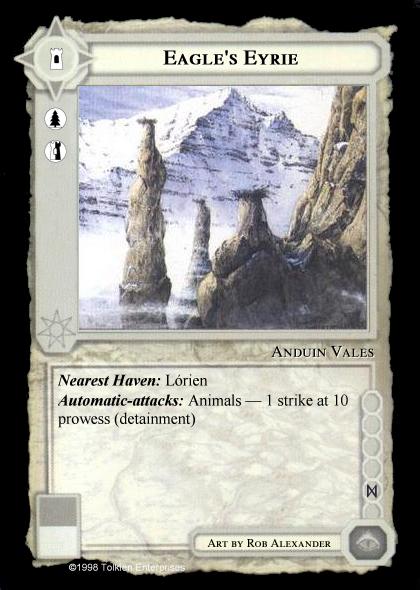 Eagle's Eyrie
Anduin Vales
Nearest Haven: Lórien
Automatic-attacks: Animals — 1 strike at 10
prowess (detainment)
ᛞ
Art by Rob Alexander
©1998 Tolkien Enterprises